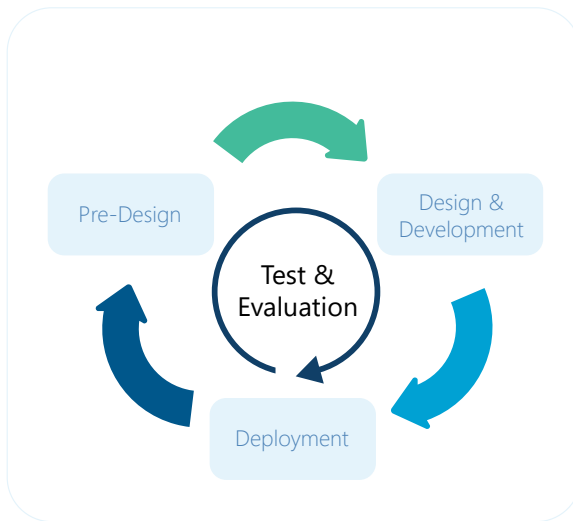 Pre-Design
Design &
Development
Test &
Evaluation
Deployment